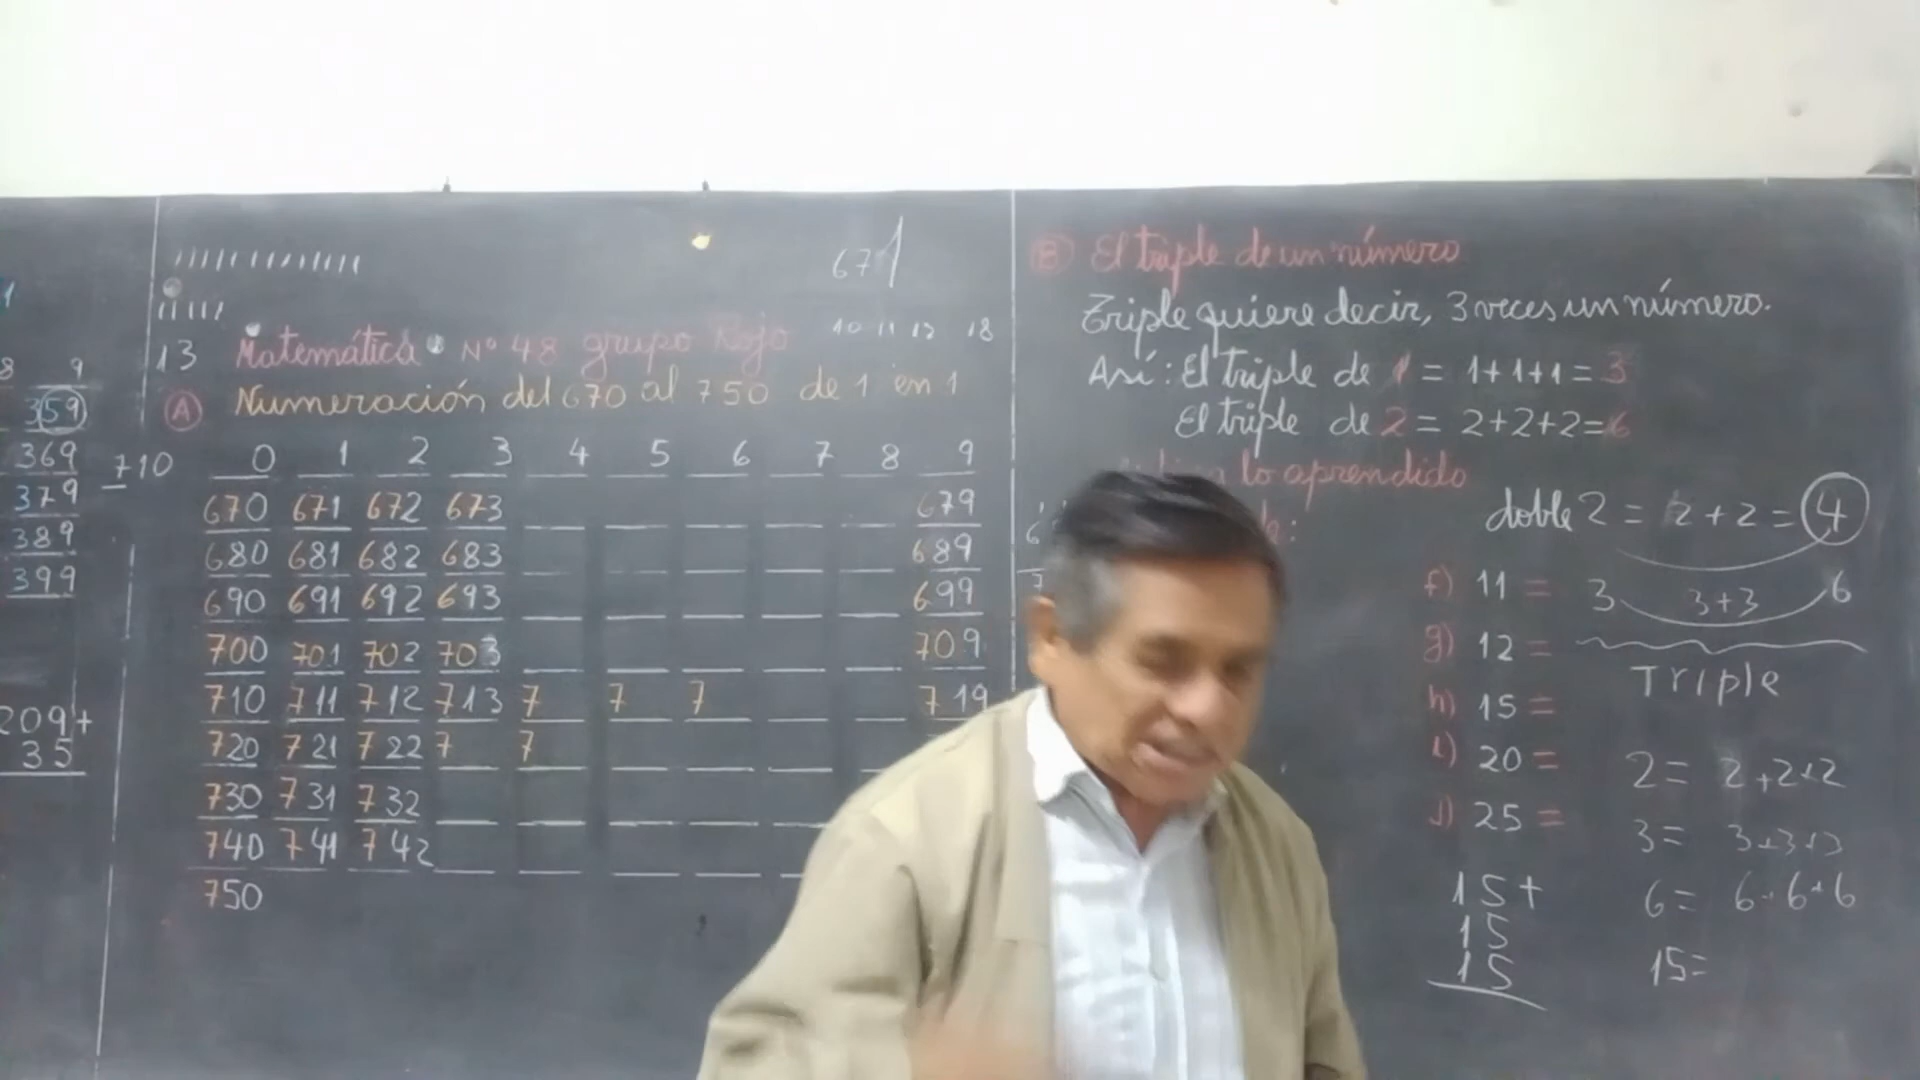 1
8 9
359
369
379
389
399
209+
35
710
13
671
10 11 12 18
Matemática Nº 48 grupo Rojo
A Numeración del 670 al 750 de 1 en 1
0 1 2 3 4 5 6 7 8 9
670 671 672 673 679
680 681 682 683 689
690 691 692 693 699
700 701 702 703 709
710 711 712 713 7 7 7 719
720 721 722 7 7
730 731 732
740 741 742
750
B El triple de un número
Triple quiere decir, 3 veces un número.
Así: El triple de 1 = 1+1+1 = 3
El triple de 2 = 2+2+2 = 6
lo aprendido
doble 2 = 2 + 2 = 4
3 3+3 6
f) 11 =
g) 12 =
h) 15 =
i) 20 =
j) 25 =
15+
15
15
Triple
2 = 2+2+2
3 = 3+3+3
6 = 6+6+6
15=